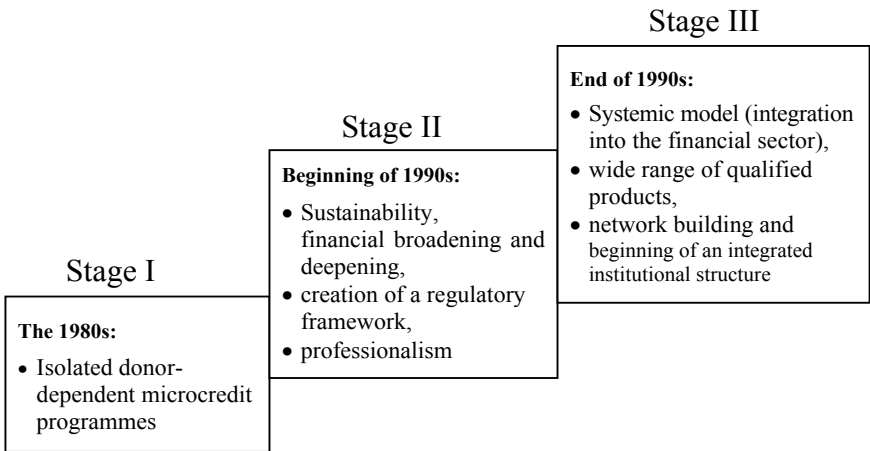 Stage I
The 1980s:
• Isolated donor-
dependent microcredit
programmes
Stage II
Beginning of 1990s:
• Sustainability,
financial broadening and
deepening,
• creation of a regulatory
framework,
• professionalism
Stage III
End of 1990s:
• Systemic model (integration
into the financial sector),
• wide range of qualified
products,
• network building and
beginning of an integrated
institutional structure